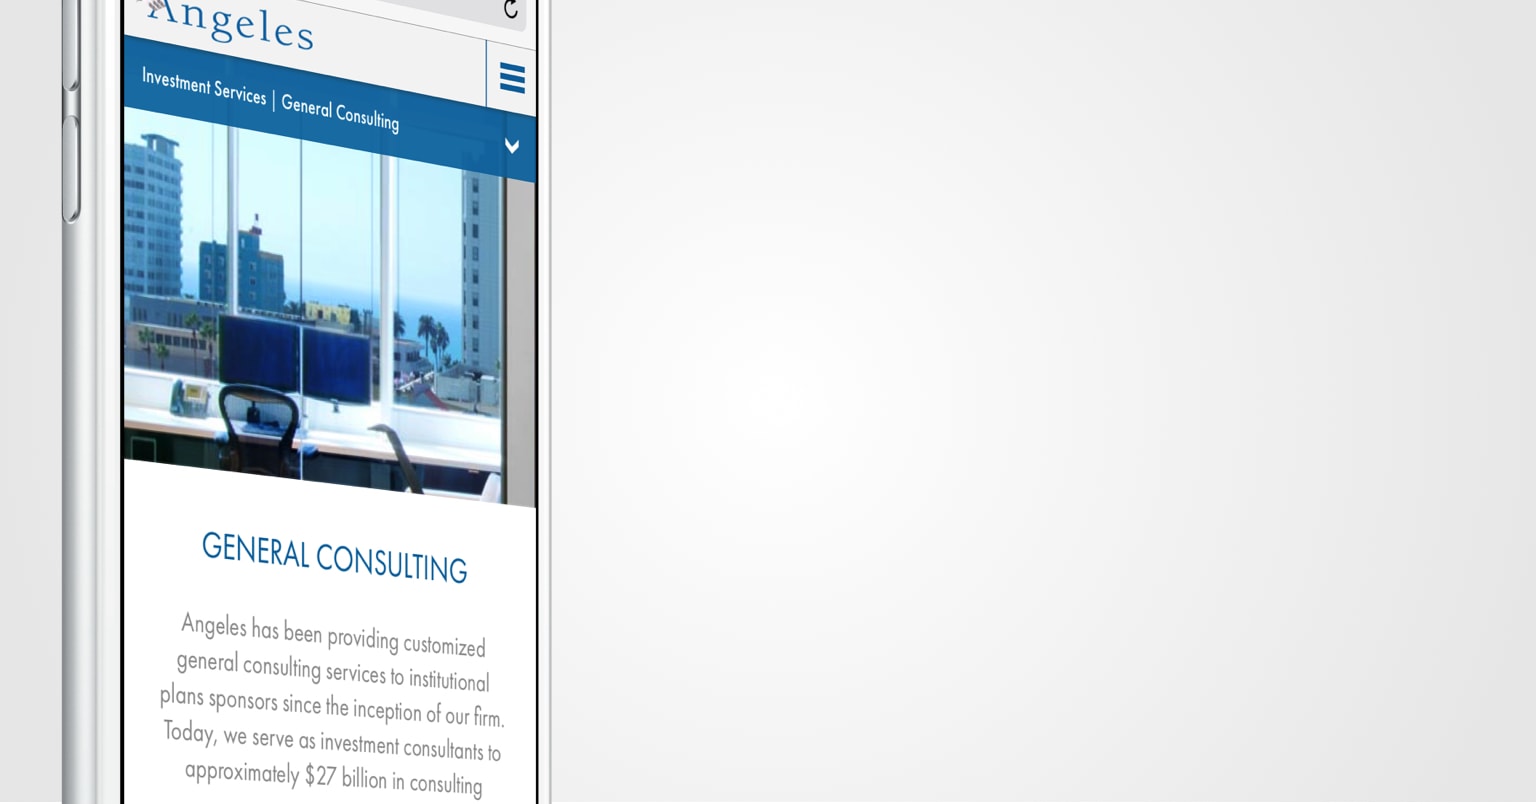 Angeles
Investment Services | General Consulting
GENERAL CONSULTING
Angeles has been providing customized
general consulting services to institutional
plans sponsors since the inception of our firm.
Today, we serve as investment consultants to
approximately $27 billion in consulting